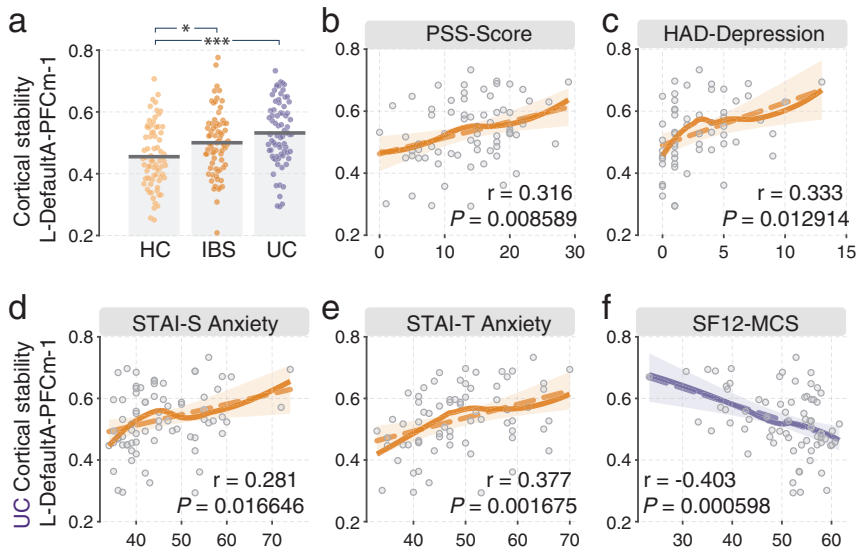 a
Cortical stability
L-DefaultA-PFCm-1
0.8
0.6
0.4
0.2
*
***
HC IBS UC
b
PSS-Score
0.8
0.6
0.4
0.2
r = 0.316
P = 0.008589
0 10 20 30
c
HAD-Depression
0.8
0.6
0.4
0.2
r = 0.333
P = 0.012914
0 5 10 15
d
STAI-S Anxiety
UC Cortical stability
L-DefaultA-PFCm-1
0.8
0.6
0.4
0.2
r = 0.281
P = 0.016646
40 50 60 70
e
STAI-T Anxiety
0.8
0.6
0.4
0.2
r = 0.377
P = 0.001675
40 50 60 70
f
SF12-MCS
0.8
0.6
0.4
0.2
r = -0.403
P = 0.000598
30 40 50 60